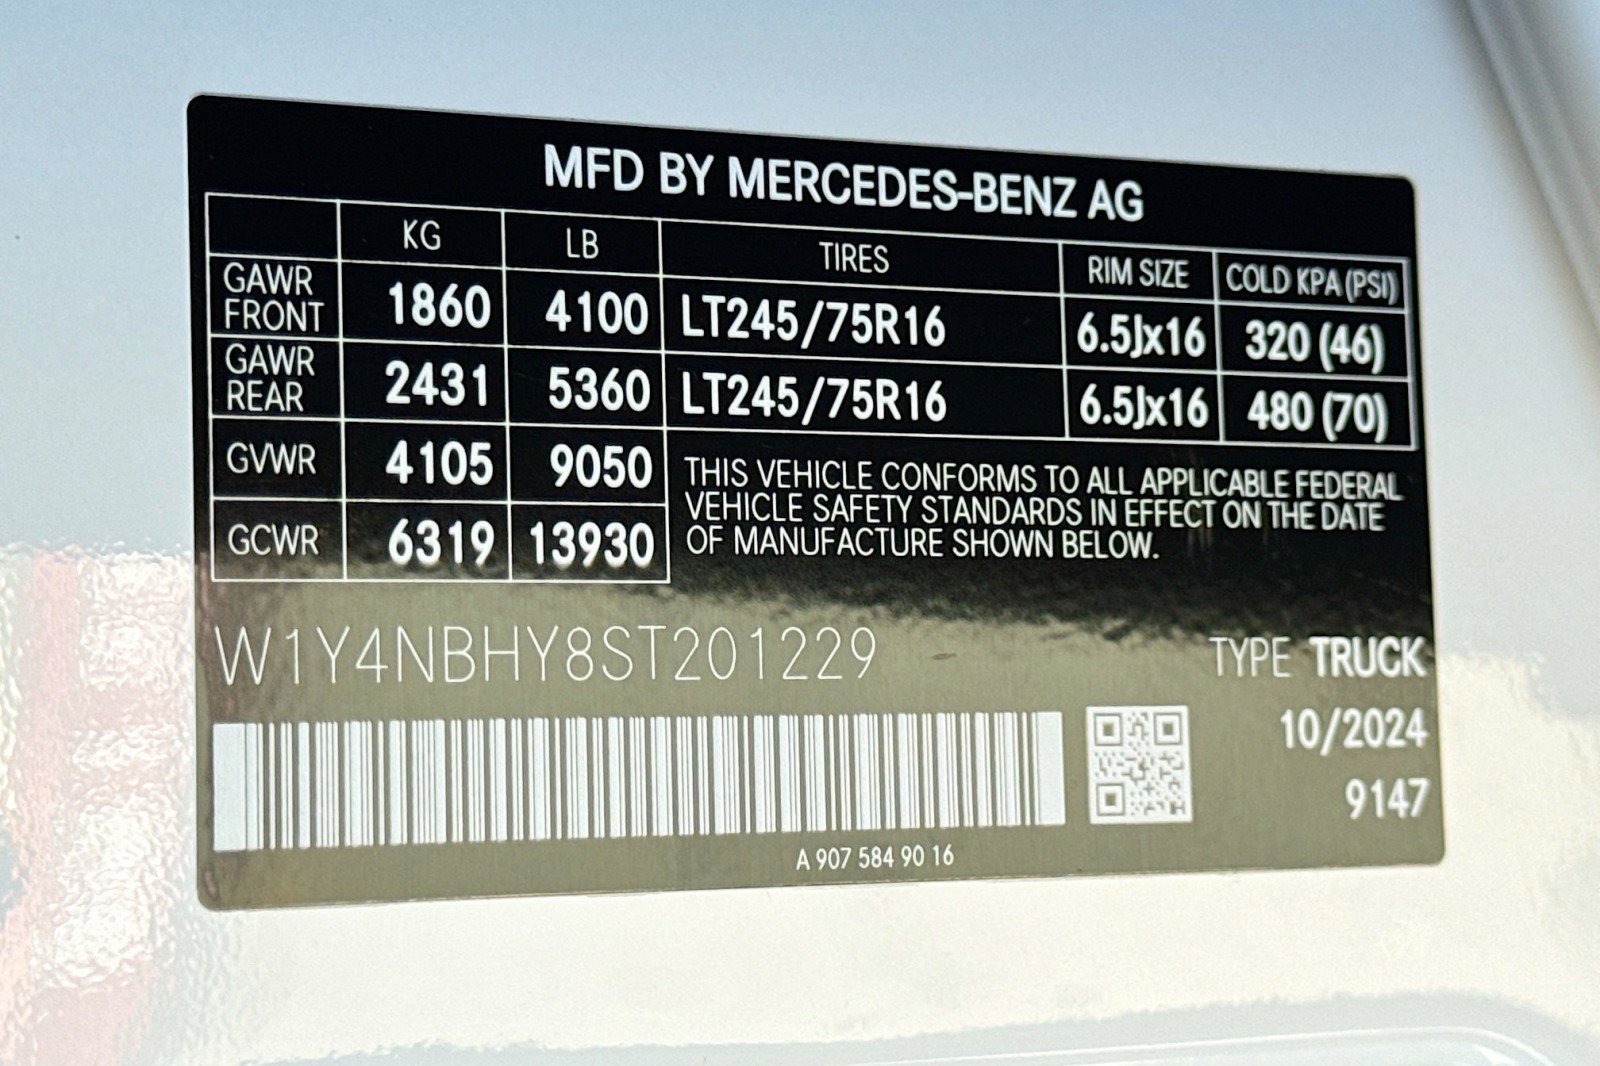 MFD BY MERCEDES-BENZ AG
KG LB TIRES RIM SIZE COLD KPA (PSI)
GAWR FRONT 1860 4100 LT245/75R16 6.5Jx16 320 (46)
GAWR REAR 2431 5360 LT245/75R16 6.5Jx16 480 (70)
GVWR 4105 9050
GCWR 6319 13930
THIS VEHICLE CONFORMS TO ALL APPLICABLE FEDERAL
VEHICLE SAFETY STANDARDS IN EFFECT ON THE DATE
OF MANUFACTURE SHOWN BELOW.
W1Y4NBHY8ST201229
TYPE TRUCK
10/2024
9147
A 907 584 90 16